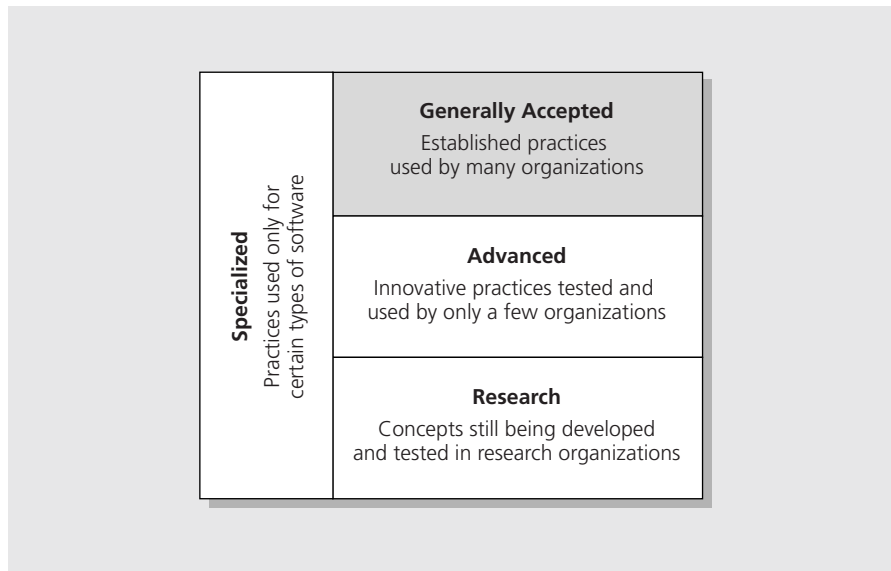 Specialized
Practices used only for
certain types of software
Generally Accepted
Established practices
used by many organizations
Advanced
Innovative practices tested and
used by only a few organizations
Research
Concepts still being developed
and tested in research organizations